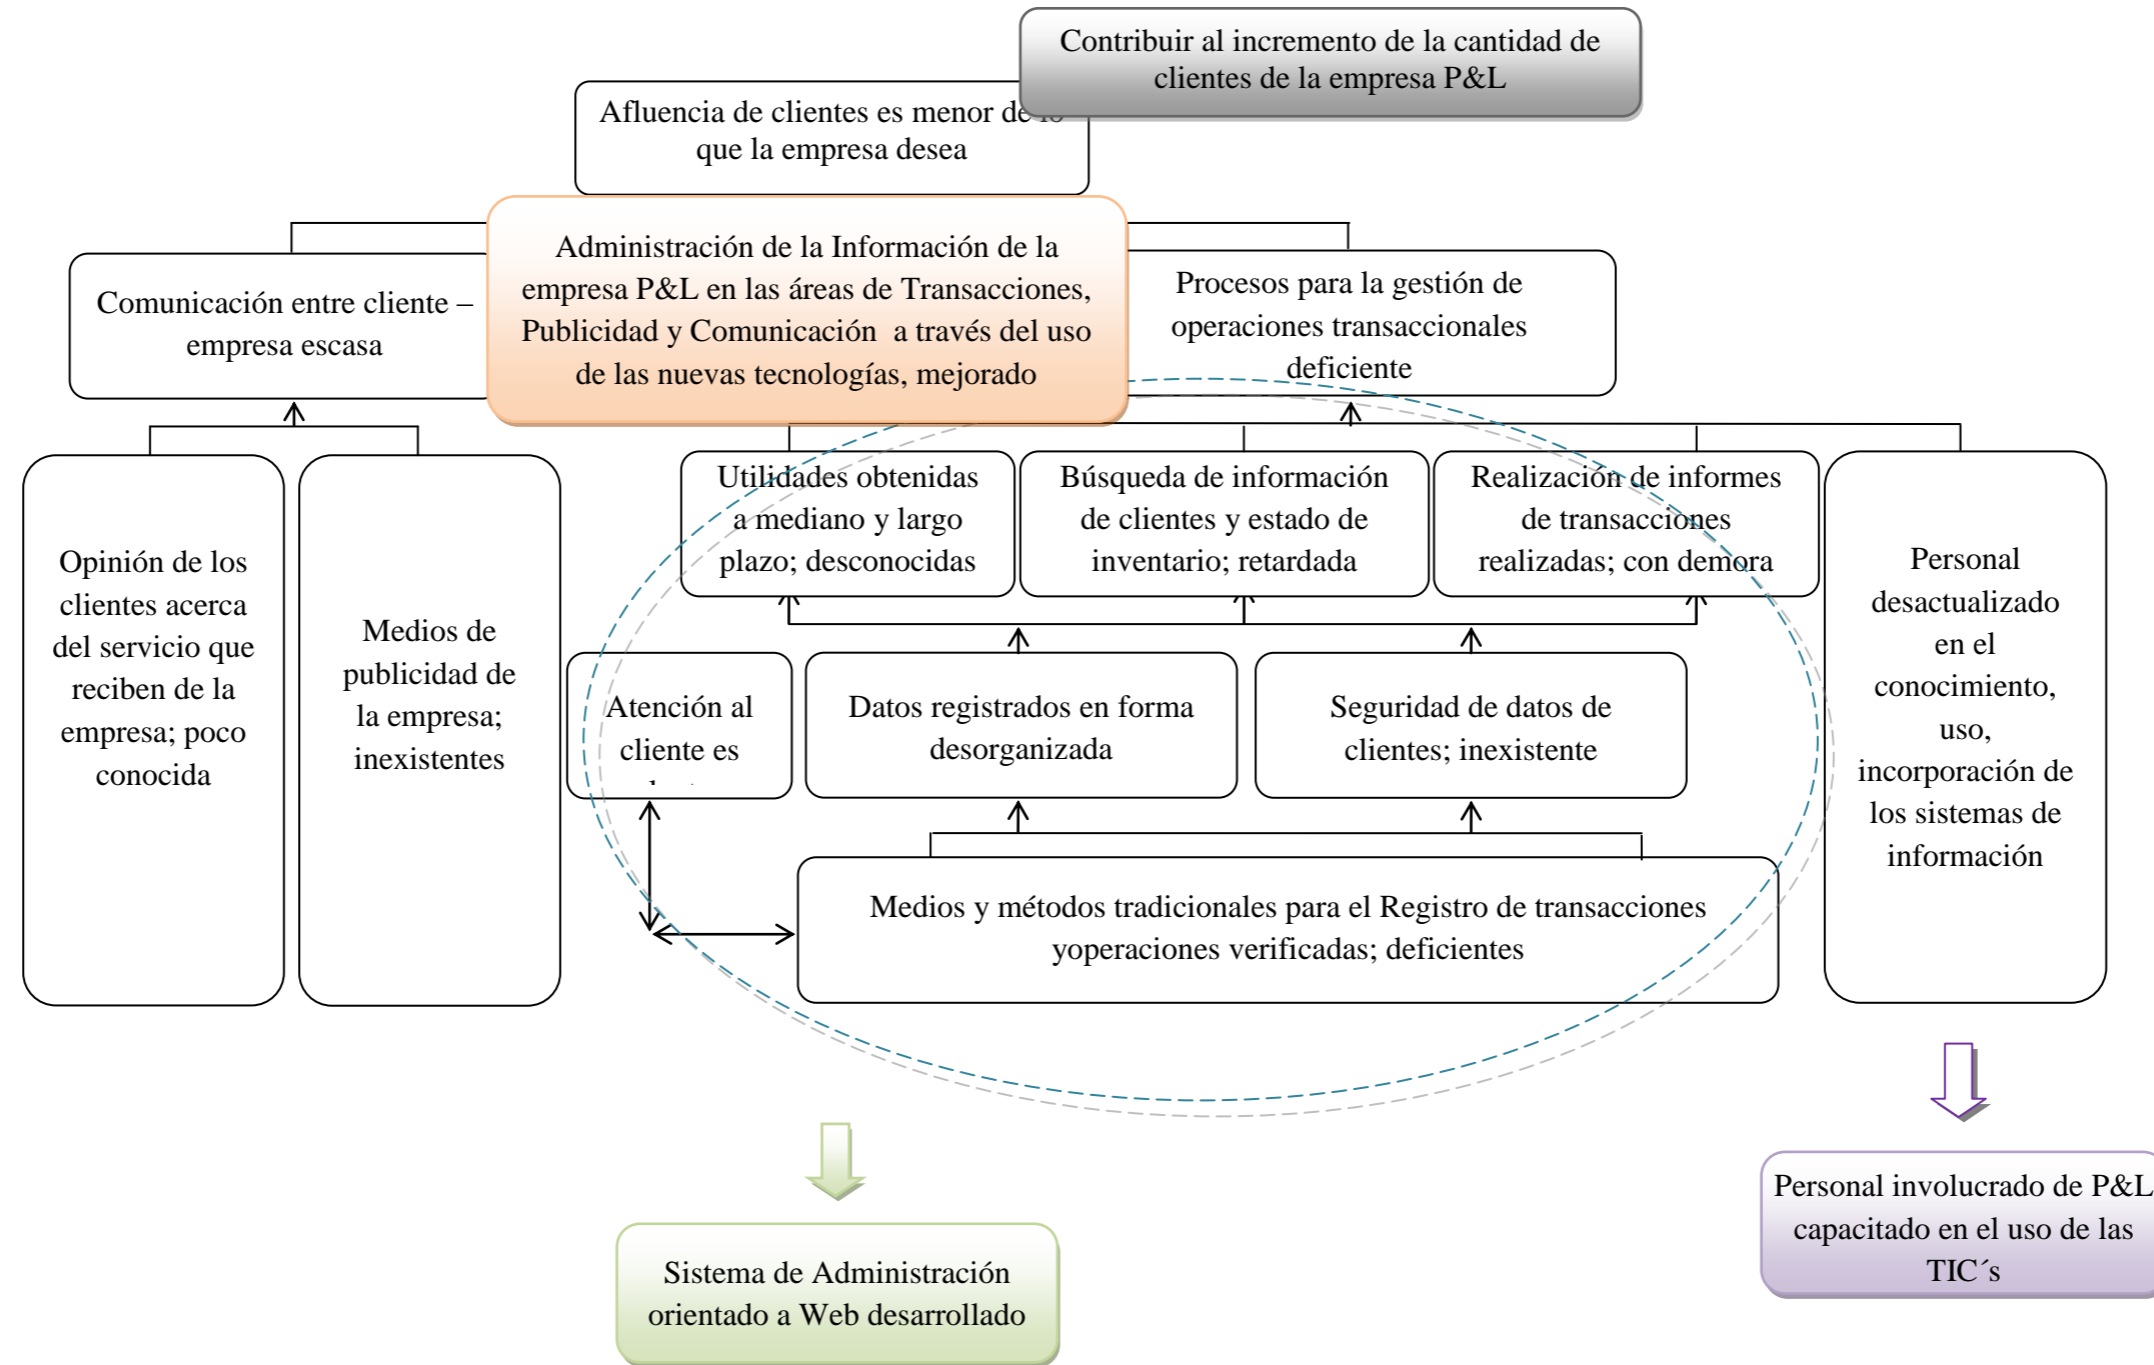 Contribuir al incremento de la cantidad de
clientes de la empresa P&L
Afluencia de clientes es menor de lo
que la empresa desea
Administración de la Información de la
empresa P&L en las áreas de Transacciones,
Publicidad y Comunicación a través del uso
de las nuevas tecnologías, mejorado
Comunicación entre cliente –
empresa escasa
Procesos para la gestión de
operaciones transaccionales
deficiente
Opinión de los
clientes acerca
del servicio que
reciben de la
empresa; poco
conocida
Medios de
publicidad de
la empresa;
inexistentes
Utilidades obtenidas
a mediano y largo
plazo; desconocidas
Búsqueda de información
de clientes y estado de
inventario; retardada
Realización de informes
de transacciones
realizadas; con demora
Personal
desactualizado
en el
conocimiento,
uso,
incorporación de
los sistemas de
información
Atención al
cliente es
Datos registrados en forma
desorganizada
Seguridad de datos de
clientes; inexistente
Medios y métodos tradicionales para el Registro de transacciones
yoperaciones verificadas; deficientes
Sistema de Administración
orientado a Web desarrollado
Personal involucrado de P&L
capacitado en el uso de las
TIC´s